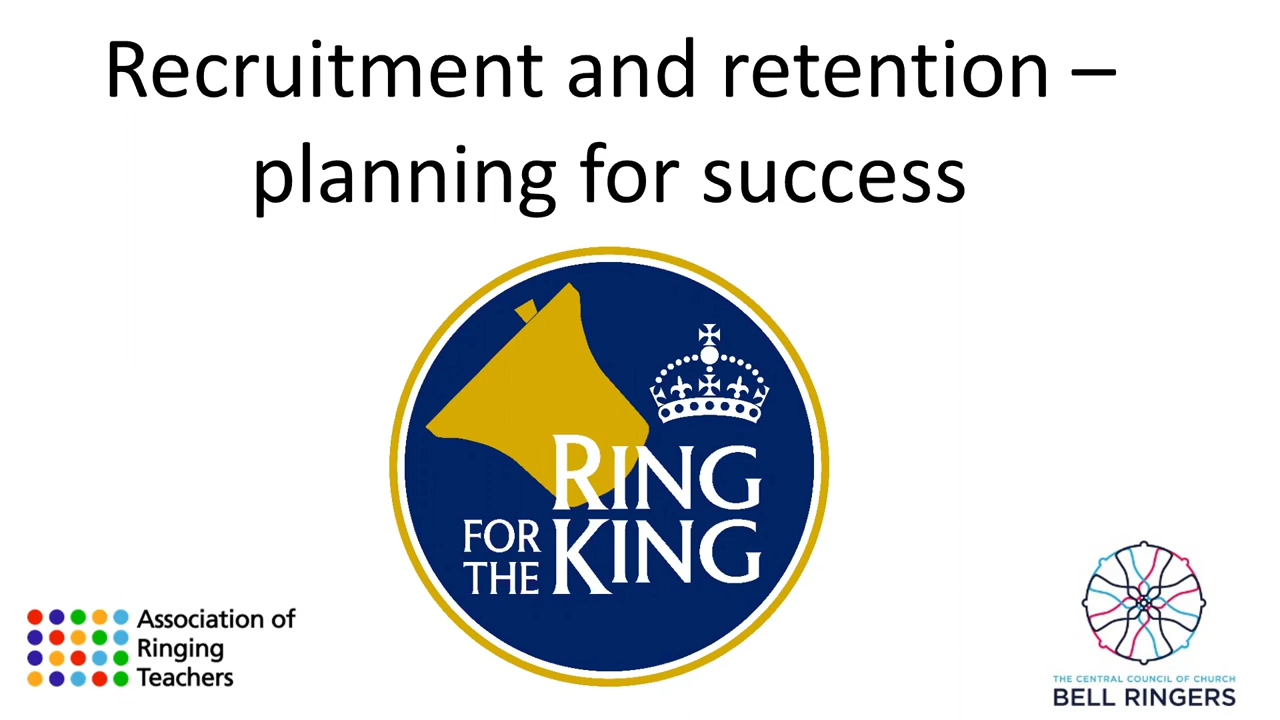 Recruitment and retention –
planning for success
RING
FOR THE KING
Association of
Ringing
Teachers
THE CENTRAL COUNCIL OF CHURCH
BELL RINGERS